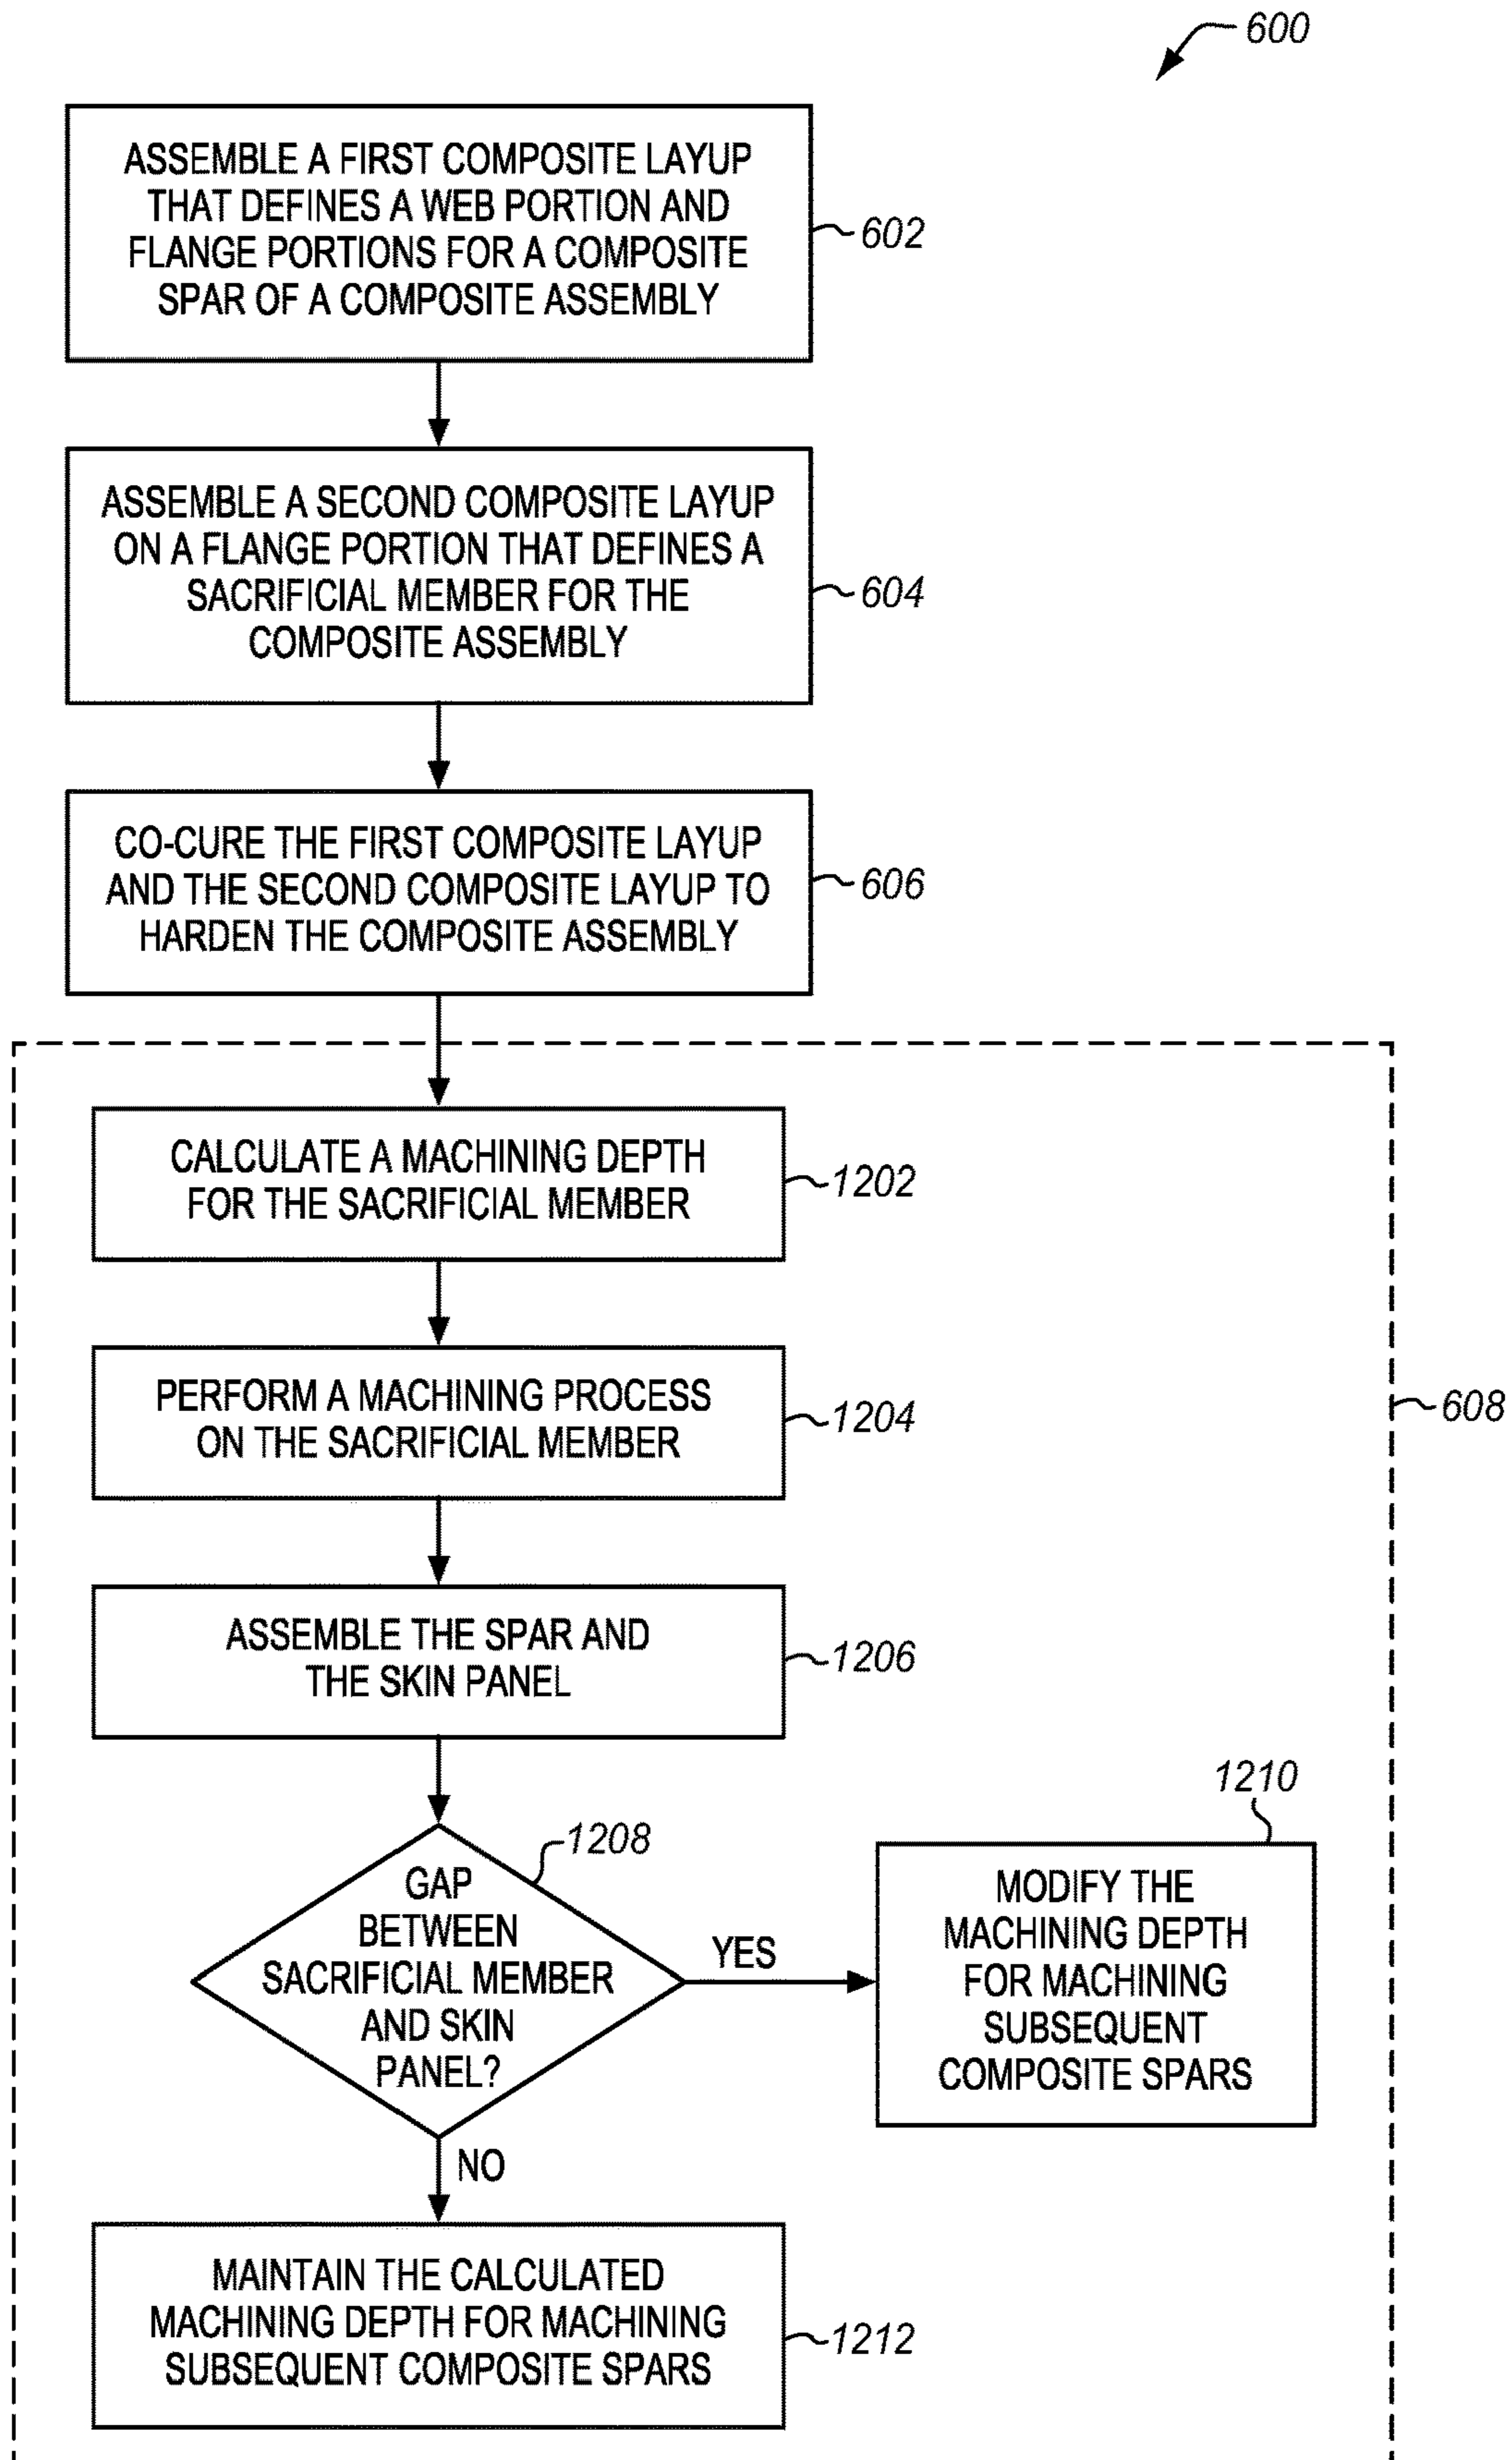 600
ASSEMBLE A FIRST COMPOSITE LAYUP
THAT DEFINES A WEB PORTION AND
FLANGE PORTIONS FOR A COMPOSITE
SPAR OF A COMPOSITE ASSEMBLY
602
ASSEMBLE A SECOND COMPOSITE LAYUP
ON A FLANGE PORTION THAT DEFINES A
SACRIFICIAL MEMBER FOR THE
COMPOSITE ASSEMBLY
604
CO-CURE THE FIRST COMPOSITE LAYUP
AND THE SECOND COMPOSITE LAYUP TO
HARDEN THE COMPOSITE ASSEMBLY
606
CALCULATE A MACHINING DEPTH
FOR THE SACRIFICIAL MEMBER
1202
PERFORM A MACHINING PROCESS
ON THE SACRIFICIAL MEMBER
1204
608
ASSEMBLE THE SPAR AND
THE SKIN PANEL
1206
GAP
BETWEEN
SACRIFICIAL MEMBER
AND SKIN
PANEL?
1208
YES
1210
MODIFY THE
MACHINING DEPTH
FOR MACHINING
SUBSEQUENT
COMPOSITE SPARS
NO
MAINTAIN THE CALCULATED
MACHINING DEPTH FOR MACHINING
SUBSEQUENT COMPOSITE SPARS
1212